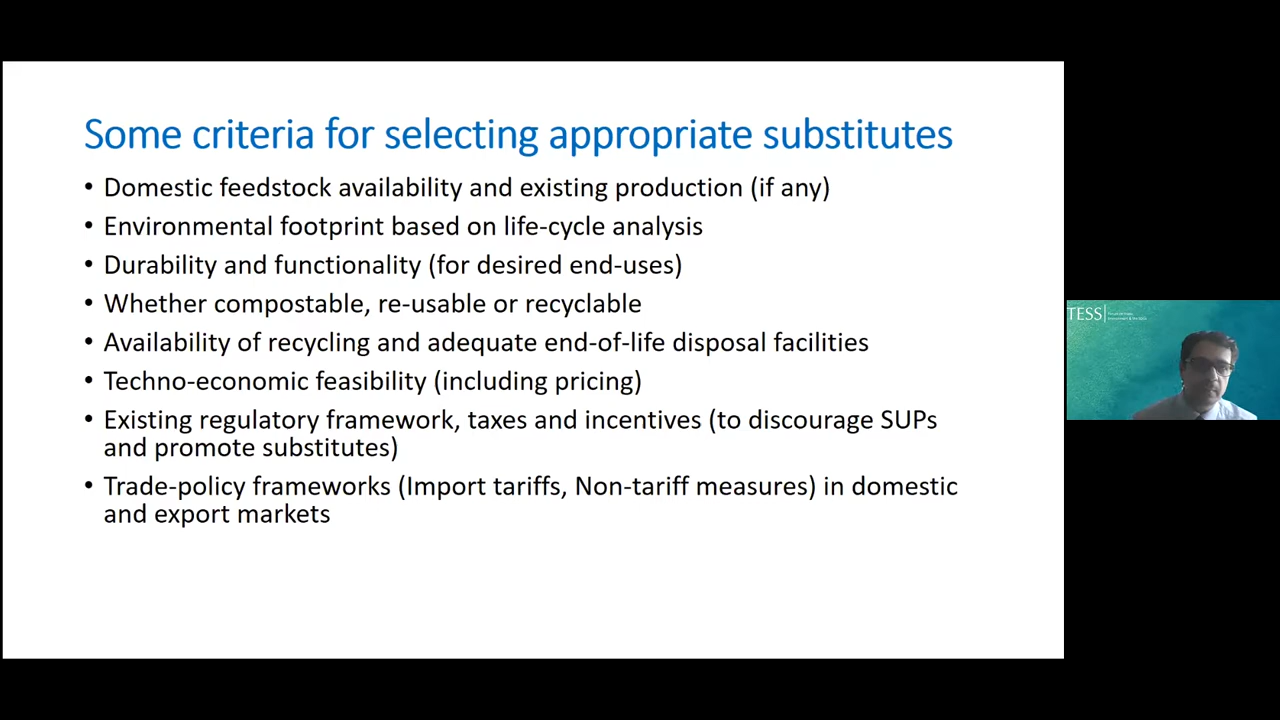 Some criteria for selecting appropriate substitutes
• Domestic feedstock availability and existing production (if any)
• Environmental footprint based on life-cycle analysis
• Durability and functionality (for desired end-uses)
• Whether compostable, re-usable or recyclable
• Availability of recycling and adequate end-of-life disposal facilities
• Techno-economic feasibility (including pricing)
• Existing regulatory framework, taxes and incentives (to discourage SUPs
and promote substitutes)
• Trade-policy frameworks (Import tariffs, Non-tariff measures) in domestic
and export markets
TESS